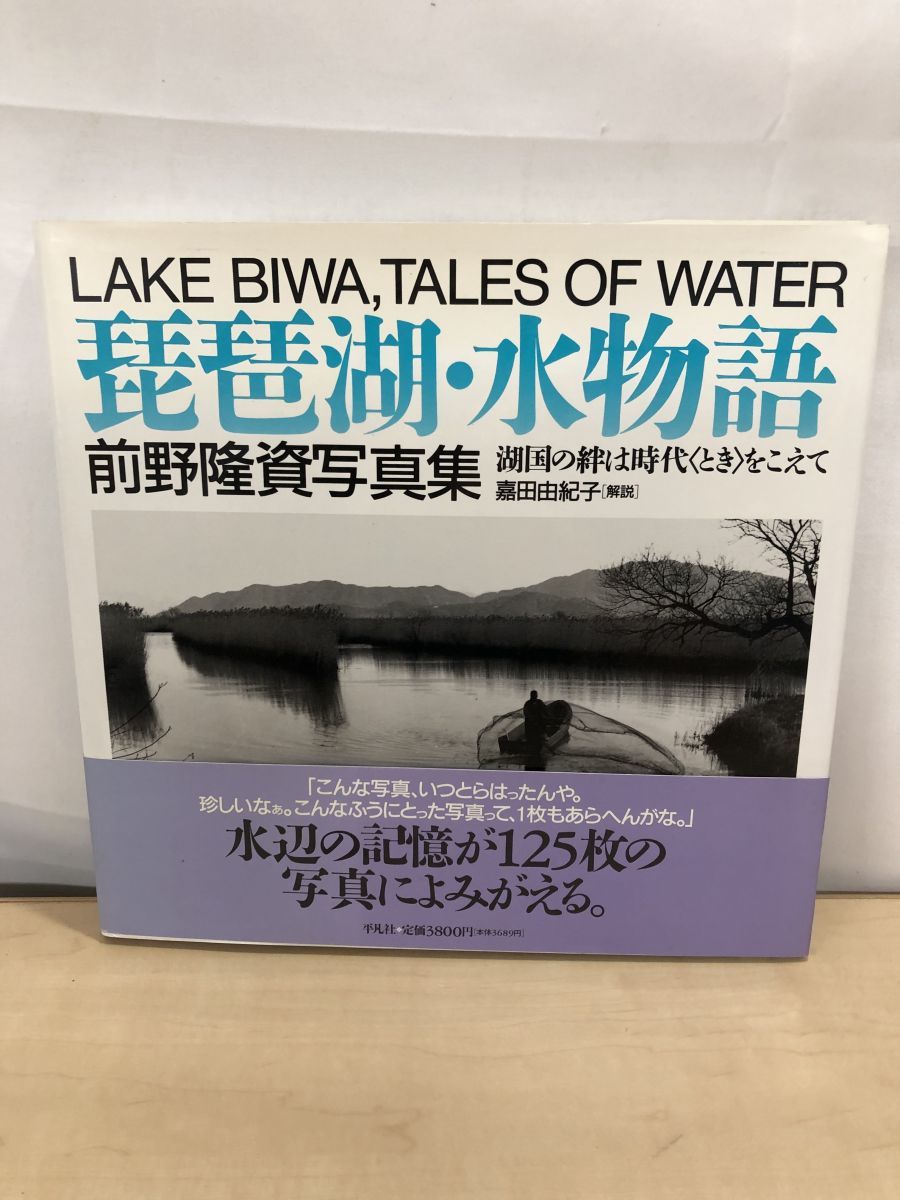 LAKE BIWA, TALES OF WATER
琵琶湖・水物語
前野隆資写真集
湖国の絆は時代〈とき〉をこえて
嘉田由紀子[解説]
「こんな写真、いつとらはったんや。
珍しいなぁ。こんなふうにとった写真って、1枚もあらへんがな。」
水辺の記憶が125枚の
写真によみがえる。
平凡社・定価3800円[本体3689円]